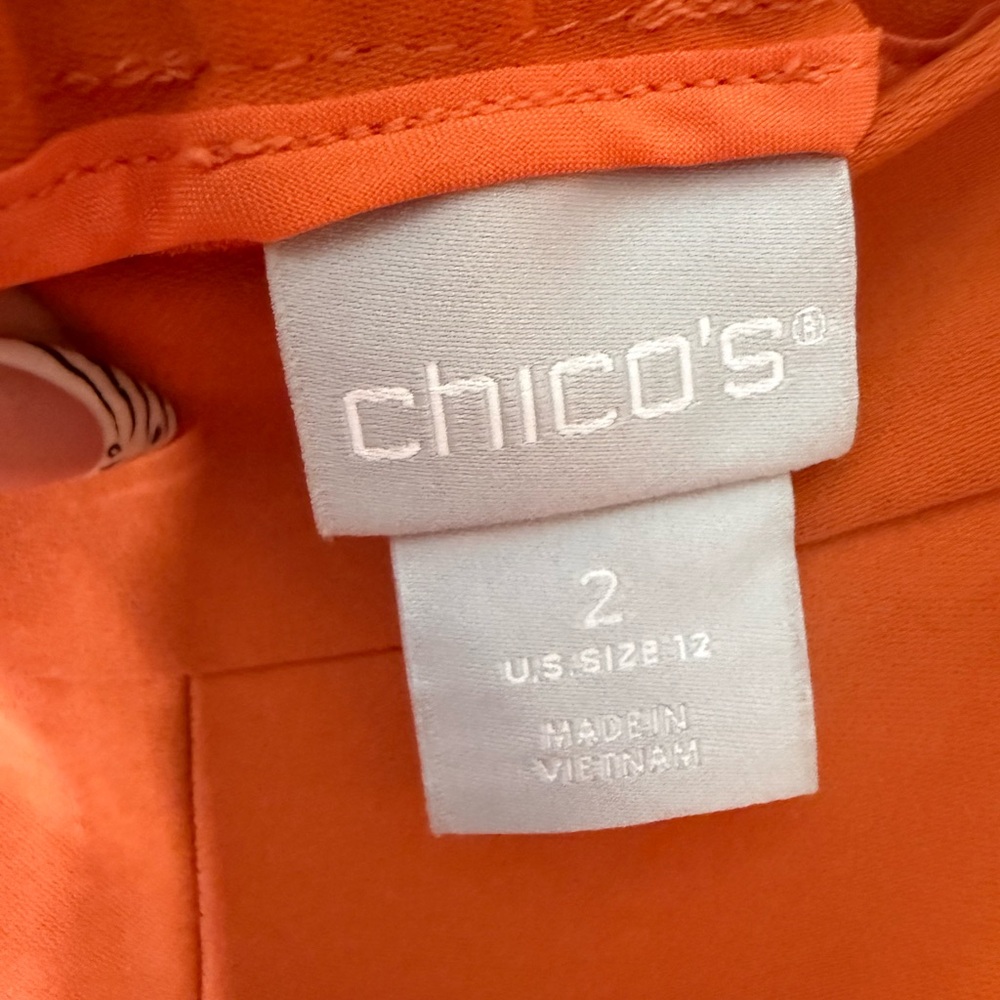 chico's®
2
U.S. SIZE 12
MADE IN
VIETNAM